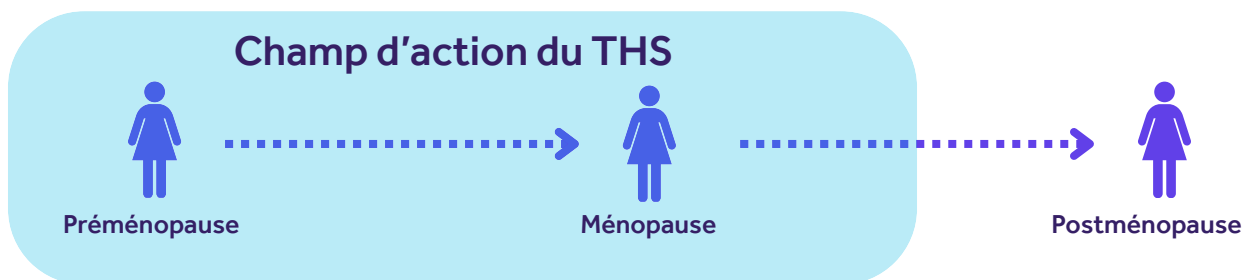 Champ d’action du THS
Préménopause
Ménopause
Postménopause